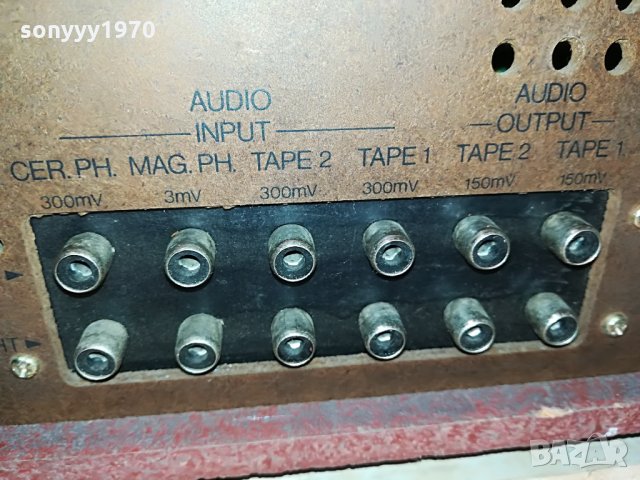 sonyyy1970
AUDIO INPUT
CER. PH. MAG. PH. TAPE 2 TAPE 1
300mV 3mV 300mV 300mV
AUDIO OUTPUT
TAPE 2 TAPE 1
150mV 150mV
HT
BAZAR